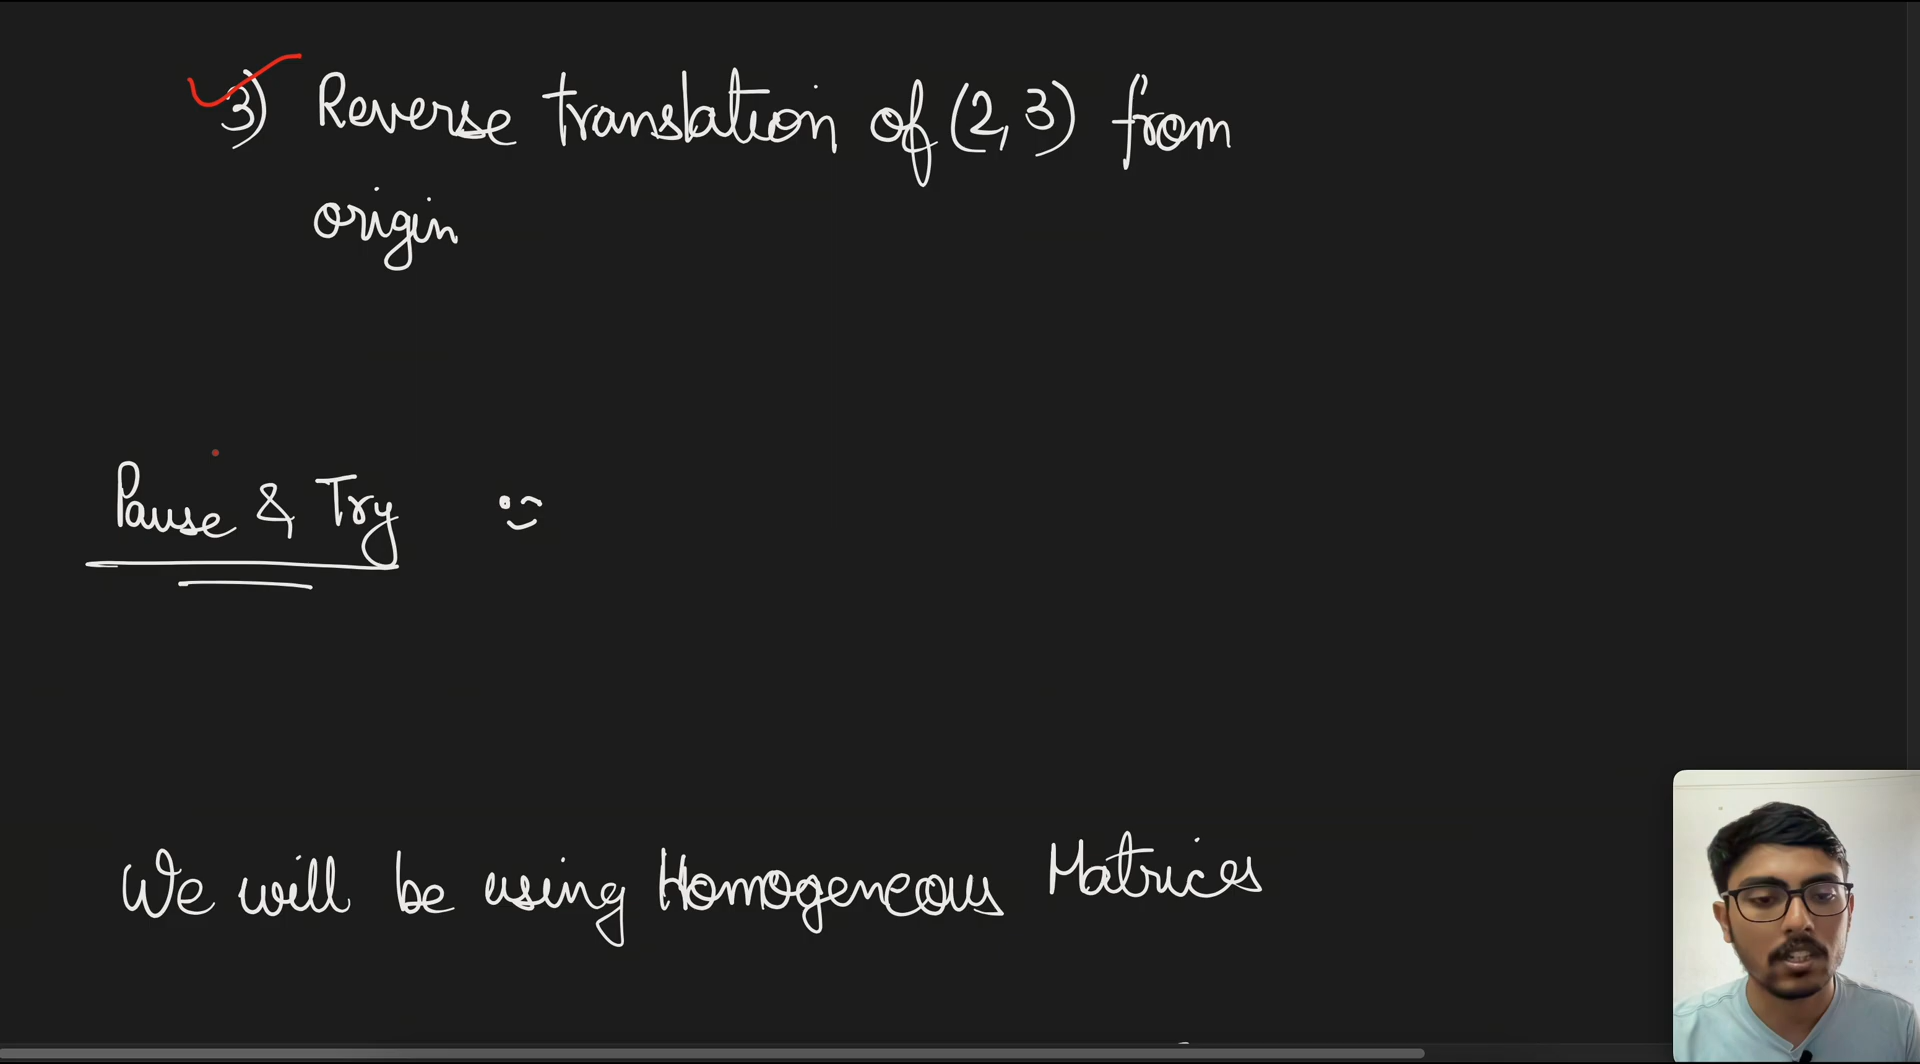 3) Reverse translation of (2, 3) from
origin
Pause & Try
We will be using Homogeneous Matrices